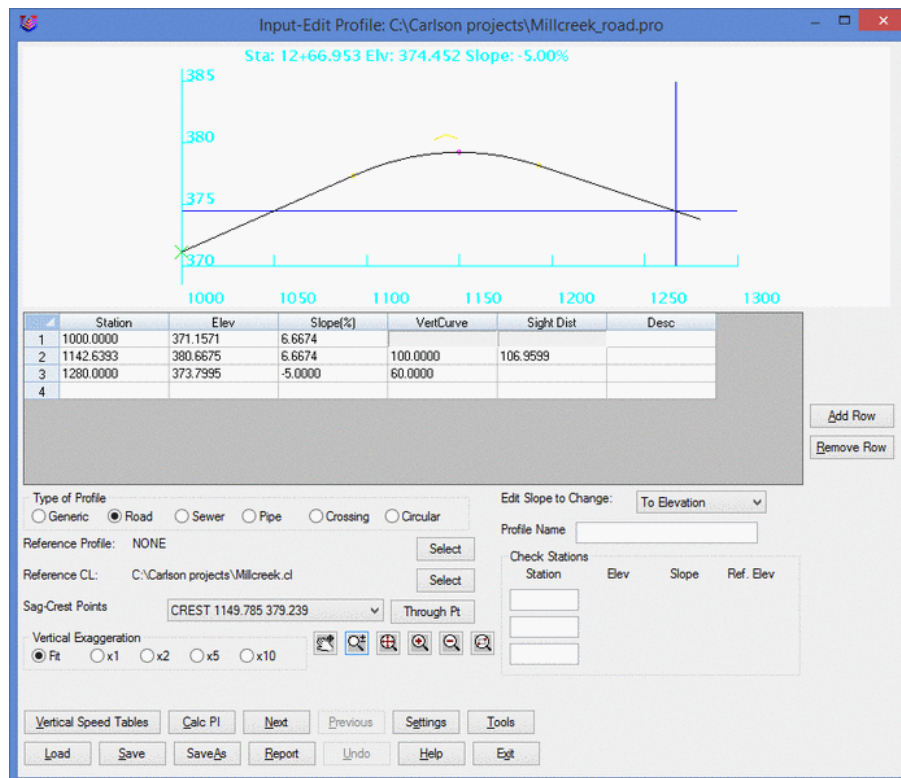 Input-Edit Profile: C:\Carlson projects\Millcreek_road.pro
Sta: 12+66.953 Elv: 374.452 Slope: -5.00%
385
380
375
370
1000 1050 1100 1150 1200 1250 1300
Station Elev Slope(%) VertCurve Sight Dist Desc
1 1000.0000 371.1571 6.6674
2 1142.6393 380.6675 6.6674 100.0000 106.9599
3 1280.0000 373.7995 -5.0000 60.0000
4
Add Row
Remove Row
Type of Profile
Generic Road Sewer Pipe Crossing Circular
Edit Slope to Change: To Elevation
Profile Name
Reference Profile: NONE Select
Reference CL: C:\Carlson projects\Millcreek.cl Select
Check Stations
Station Elev Slope Ref. Elev
Sag-Crest Points CREST 1149.785 379.239 Through Pt
Vertical Exaggeration
Fit x1 x2 x5 x10
Vertical Speed Tables Calc PI Next Previous Settings Tools
Load Save SaveAs Report Undo Help Exit